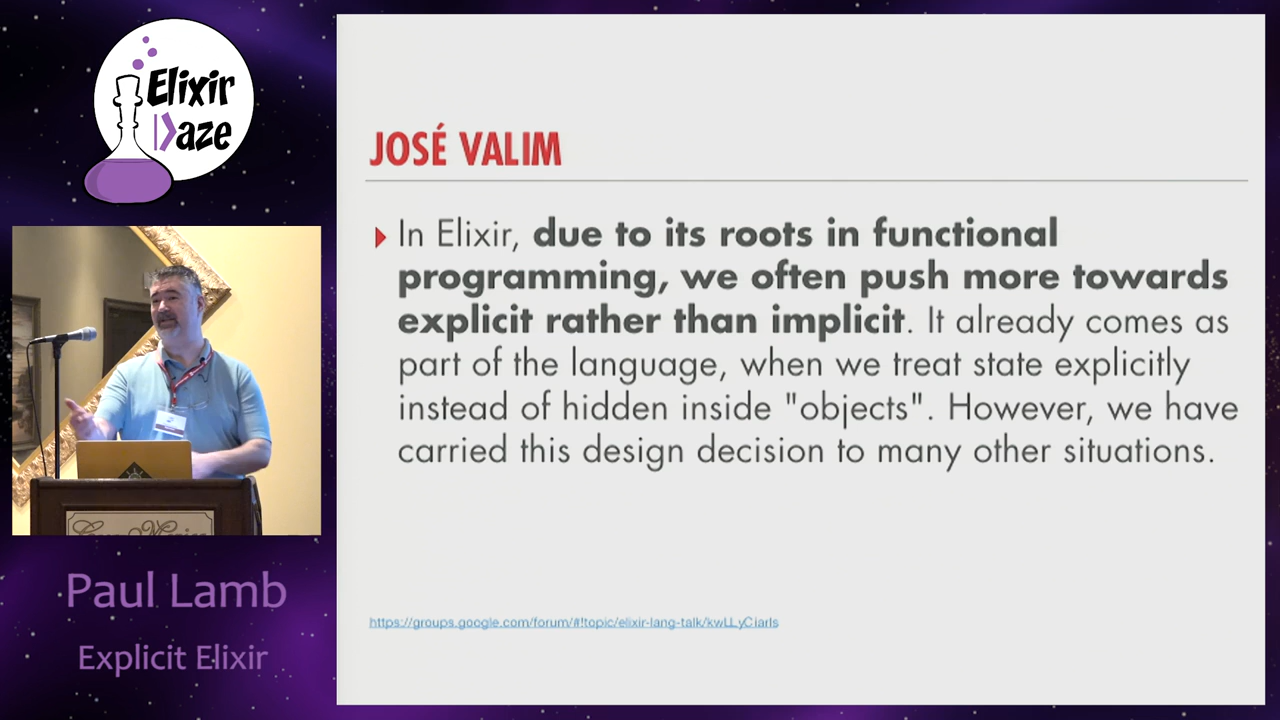 Elixir
|>aze
JOSÉ VALIM
In Elixir, due to its roots in functional
programming, we often push more towards
explicit rather than implicit. It already comes as
part of the language, when we treat state explicitly
instead of hidden inside "objects". However, we have
carried this design decision to many other situations.
https://groups.google.com/forum/#!topic/elixir-lang-talk/kwLLyCiarls
Paul Lamb
Explicit Elixir